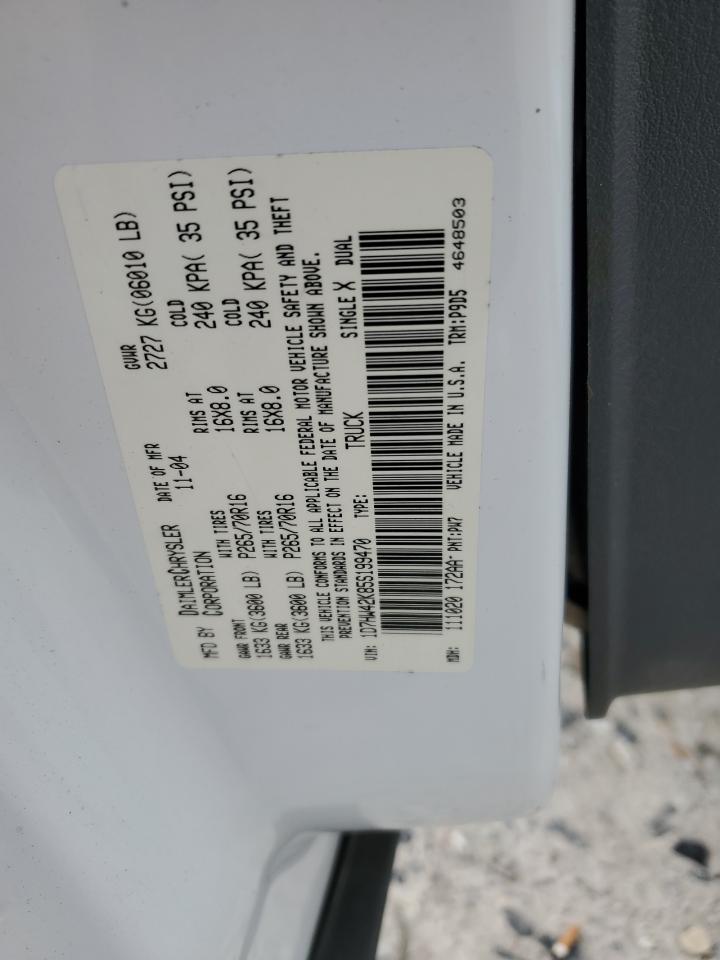 MFD BY DAIMLERCHRYSLER CORPORATION DATE OF MFR 11-04 GVWR 2727 KG(06010 LB)
GAWR FRONT WITH TIRES RIMS AT COLD
1633 KG(3600 LB) P265/70R16 16X8.0 240 KPA( 35 PSI)
GAWR REAR WITH TIRES RIMS AT COLD
1633 KG(3600 LB) P265/70R16 16X8.0 240 KPA( 35 PSI)
THIS VEHICLE CONFORMS TO ALL APPLICABLE FEDERAL MOTOR VEHICLE SAFETY AND THEFT
PREVENTION STANDARDS IN EFFECT ON THE DATE OF MANUFACTURE SHOWN ABOVE.
VIN: 1D7HW42K85S199470 TYPE: TRUCK SINGLE X DUAL
MDH: 111020 172AA PNT:PW7 VEHICLE MADE IN U.S.A. TRM:P9D5 4648503